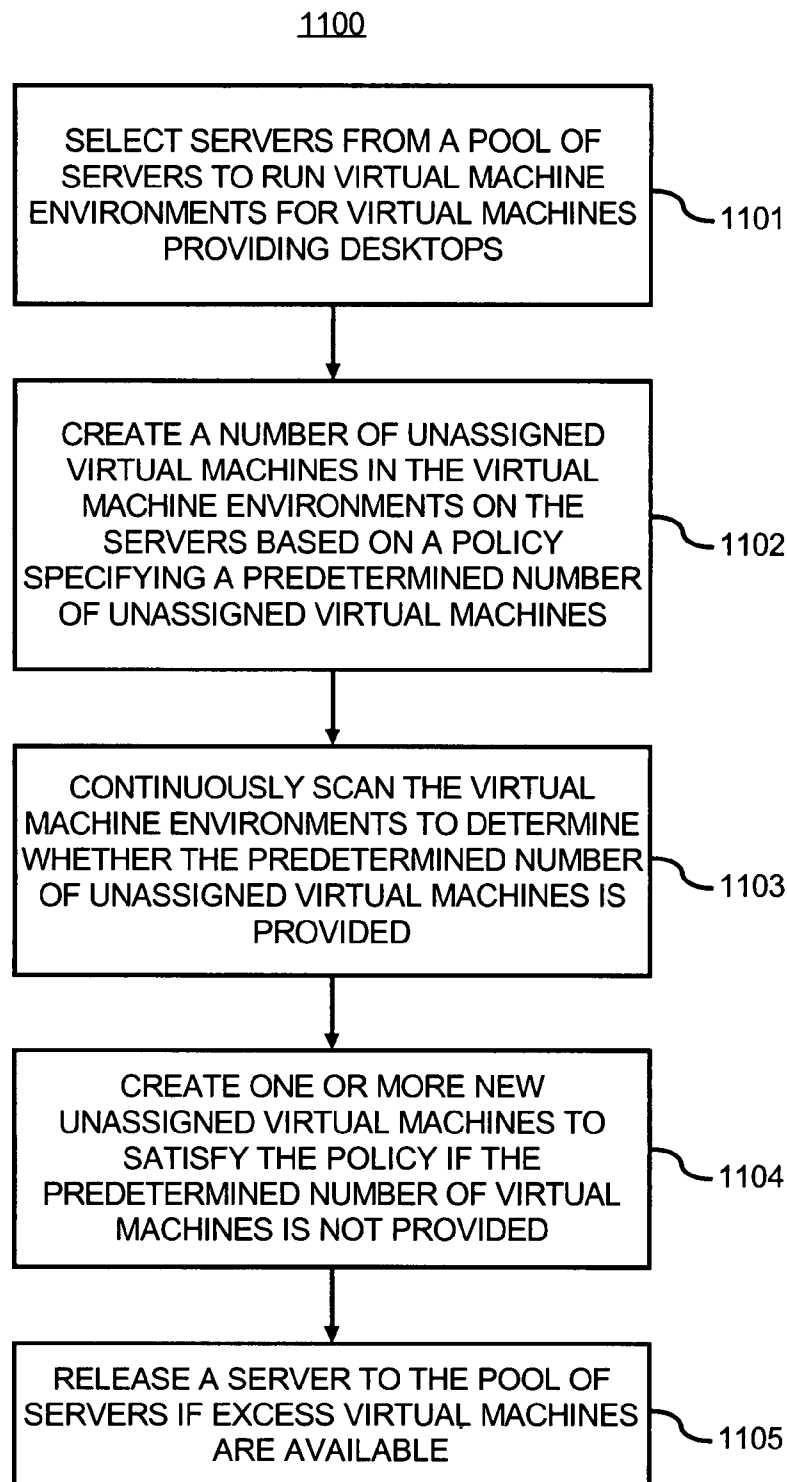 1100
SELECT SERVERS FROM A POOL OF
SERVERS TO RUN VIRTUAL MACHINE
ENVIRONMENTS FOR VIRTUAL MACHINES
PROVIDING DESKTOPS
1101
CREATE A NUMBER OF UNASSIGNED
VIRTUAL MACHINES IN THE VIRTUAL
MACHINE ENVIRONMENTS ON THE
SERVERS BASED ON A POLICY
SPECIFYING A PREDETERMINED NUMBER
OF UNASSIGNED VIRTUAL MACHINES
1102
CONTINUOUSLY SCAN THE VIRTUAL
MACHINE ENVIRONMENTS TO DETERMINE
WHETHER THE PREDETERMINED NUMBER
OF UNASSIGNED VIRTUAL MACHINES IS
PROVIDED
1103
CREATE ONE OR MORE NEW
UNASSIGNED VIRTUAL MACHINES TO
SATISFY THE POLICY IF THE
PREDETERMINED NUMBER OF VIRTUAL
MACHINES IS NOT PROVIDED
1104
RELEASE A SERVER TO THE POOL OF
SERVERS IF EXCESS VIRTUAL MACHINES
ARE AVAILABLE
1105